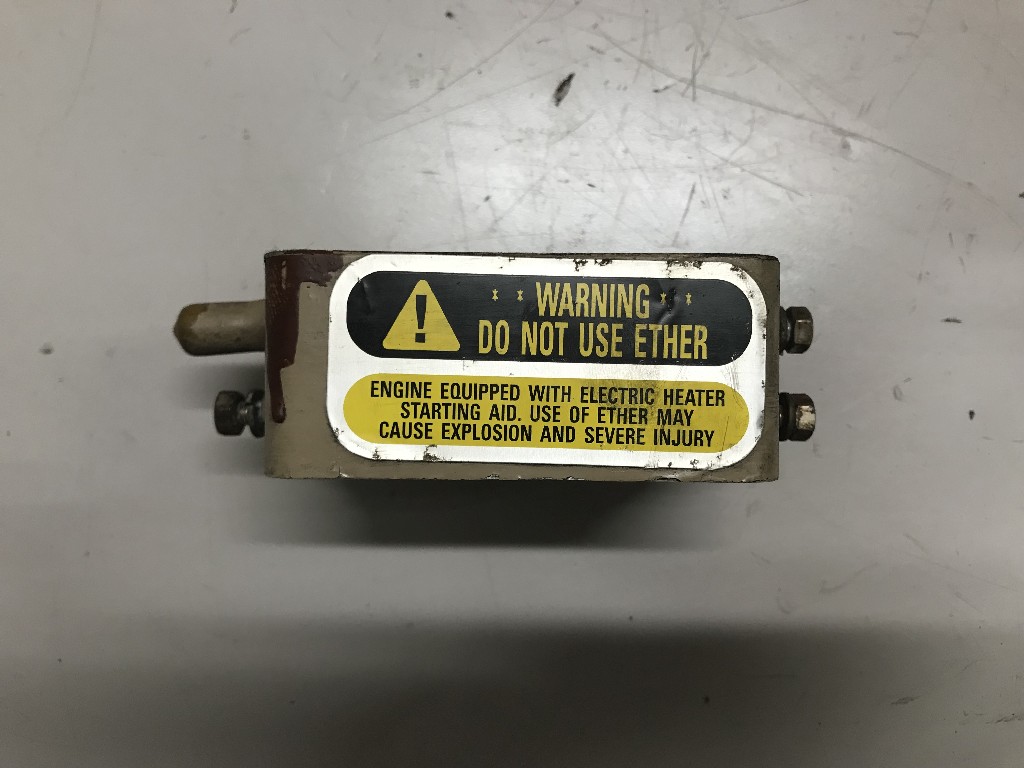 * * WARNING * * *
DO NOT USE ETHER
ENGINE EQUIPPED WITH ELECTRIC HEATER
STARTING AID. USE OF ETHER MAY
CAUSE EXPLOSION AND SEVERE INJURY